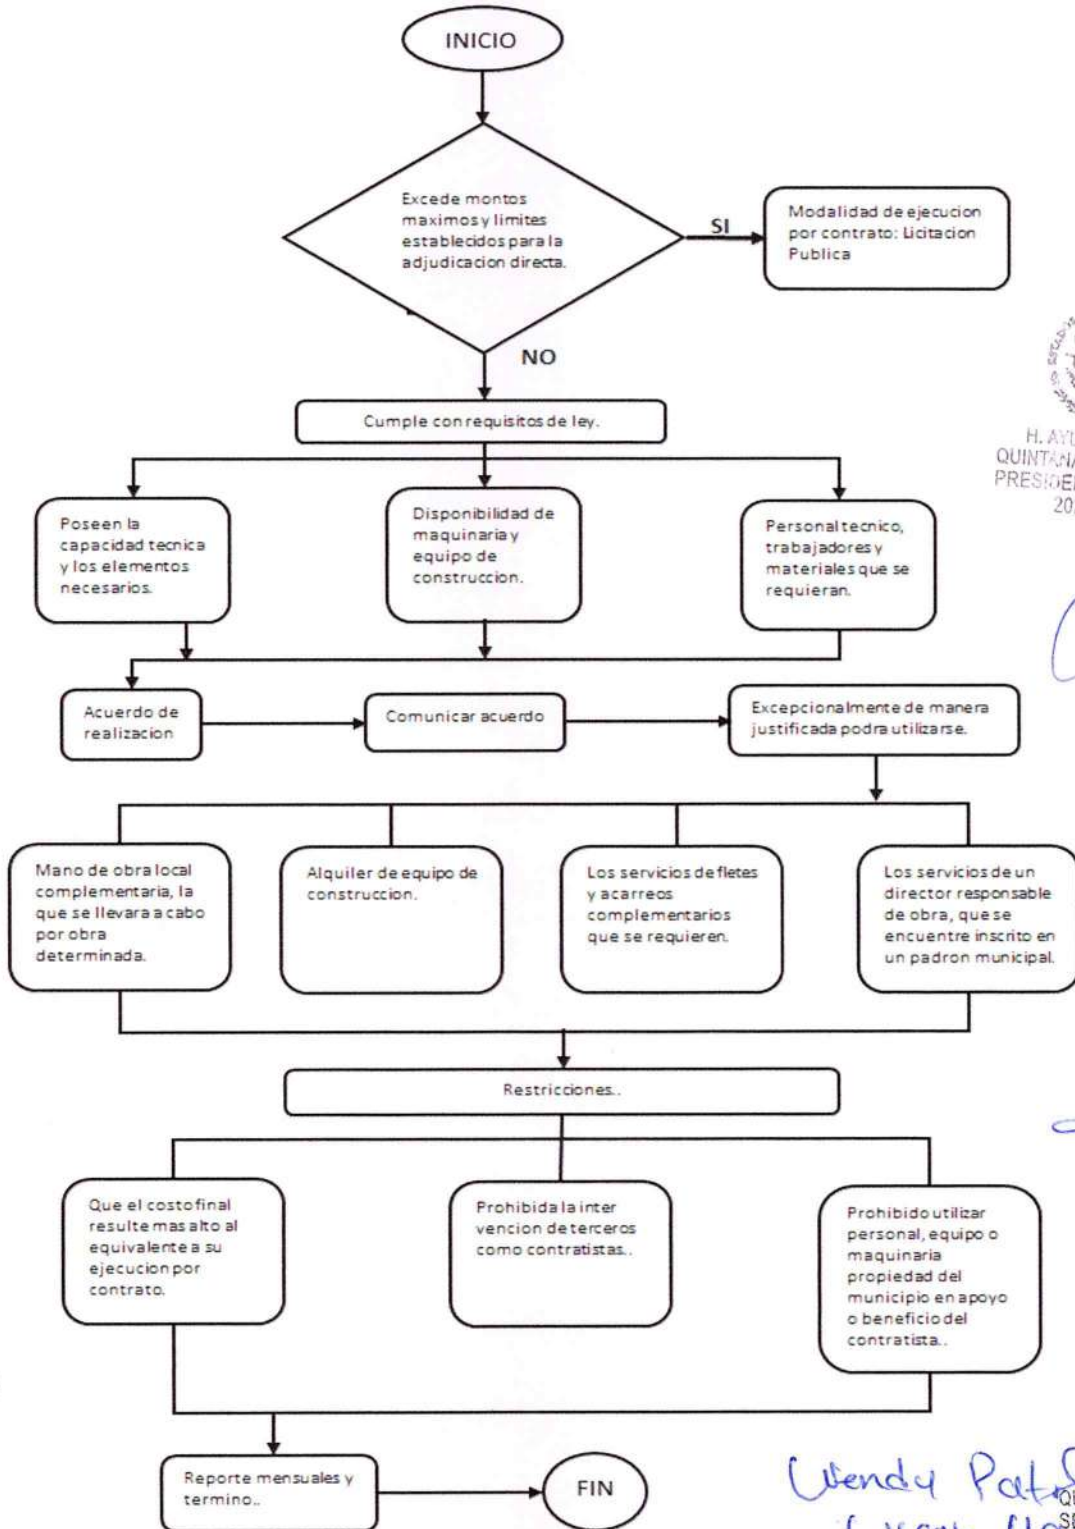 INICIO
Excede montos
maximos y limites
establecidos para la
adjudicacion directa.
SI
Modalidad de ejecucion
por contrato: Licitacion
Publica
NO
Cumple con requisitos de ley.
Poseen la
capacidad tecnica
y los elementos
necesarios.
Disponibilidad de
maquinaria y
equipo de
construccion.
Personal tecnico,
trabajadores y
materiales que se
requieran.
Acuerdo de
realizacion
Comunicar acuerdo
Excepcionalmente de manera
justificada podra utilizarse.
Mano de obra local
complementaria, la
que se llevara a cabo
por obra
determinada.
Alquiler de equipo de
construccion.
Los servicios de fletes
y acarreos
complementarios
que se requieren.
Los servicios de un
director responsable
de obra, que se
encuentre inscrito en
un padron municipal.
Restricciones..
Que el costo final
resulte mas alto al
equivalente a su
ejecucion por
contrato.
Prohibida la inter
vencion de terceros
como contratistas..
Prohibido utilizar
personal, equipo o
maquinaria
propiedad del
municipio en apoyo
o beneficio del
contratista..
Reporte mensuales y
termino..
FIN
H. AYU
QUINTANA
PRESIDE
20
Wendy